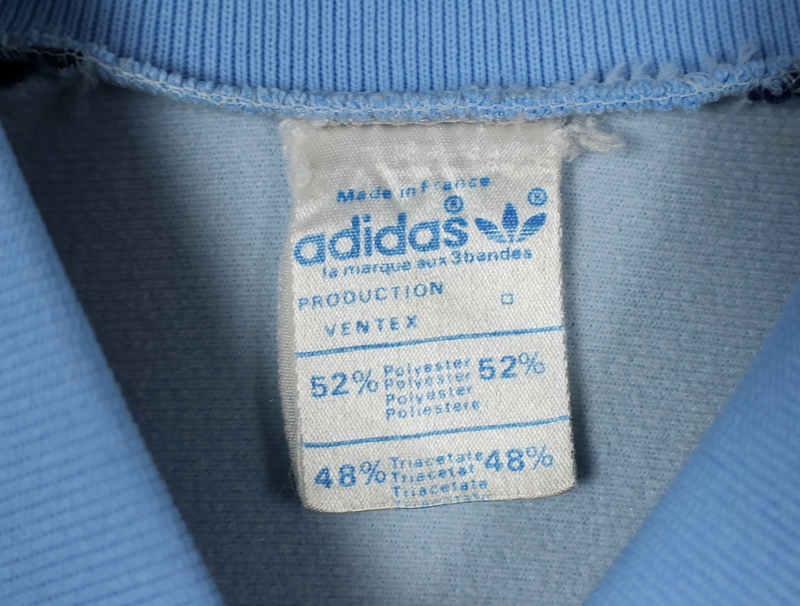 Made in France
adidas® ®
la marque aux 3 bandes
PRODUCTION
VENTEX
52% Polyester 52%
Polyester
Polyester
Poliestere
48% Triacetate 48%
Triacetat
Triacetate